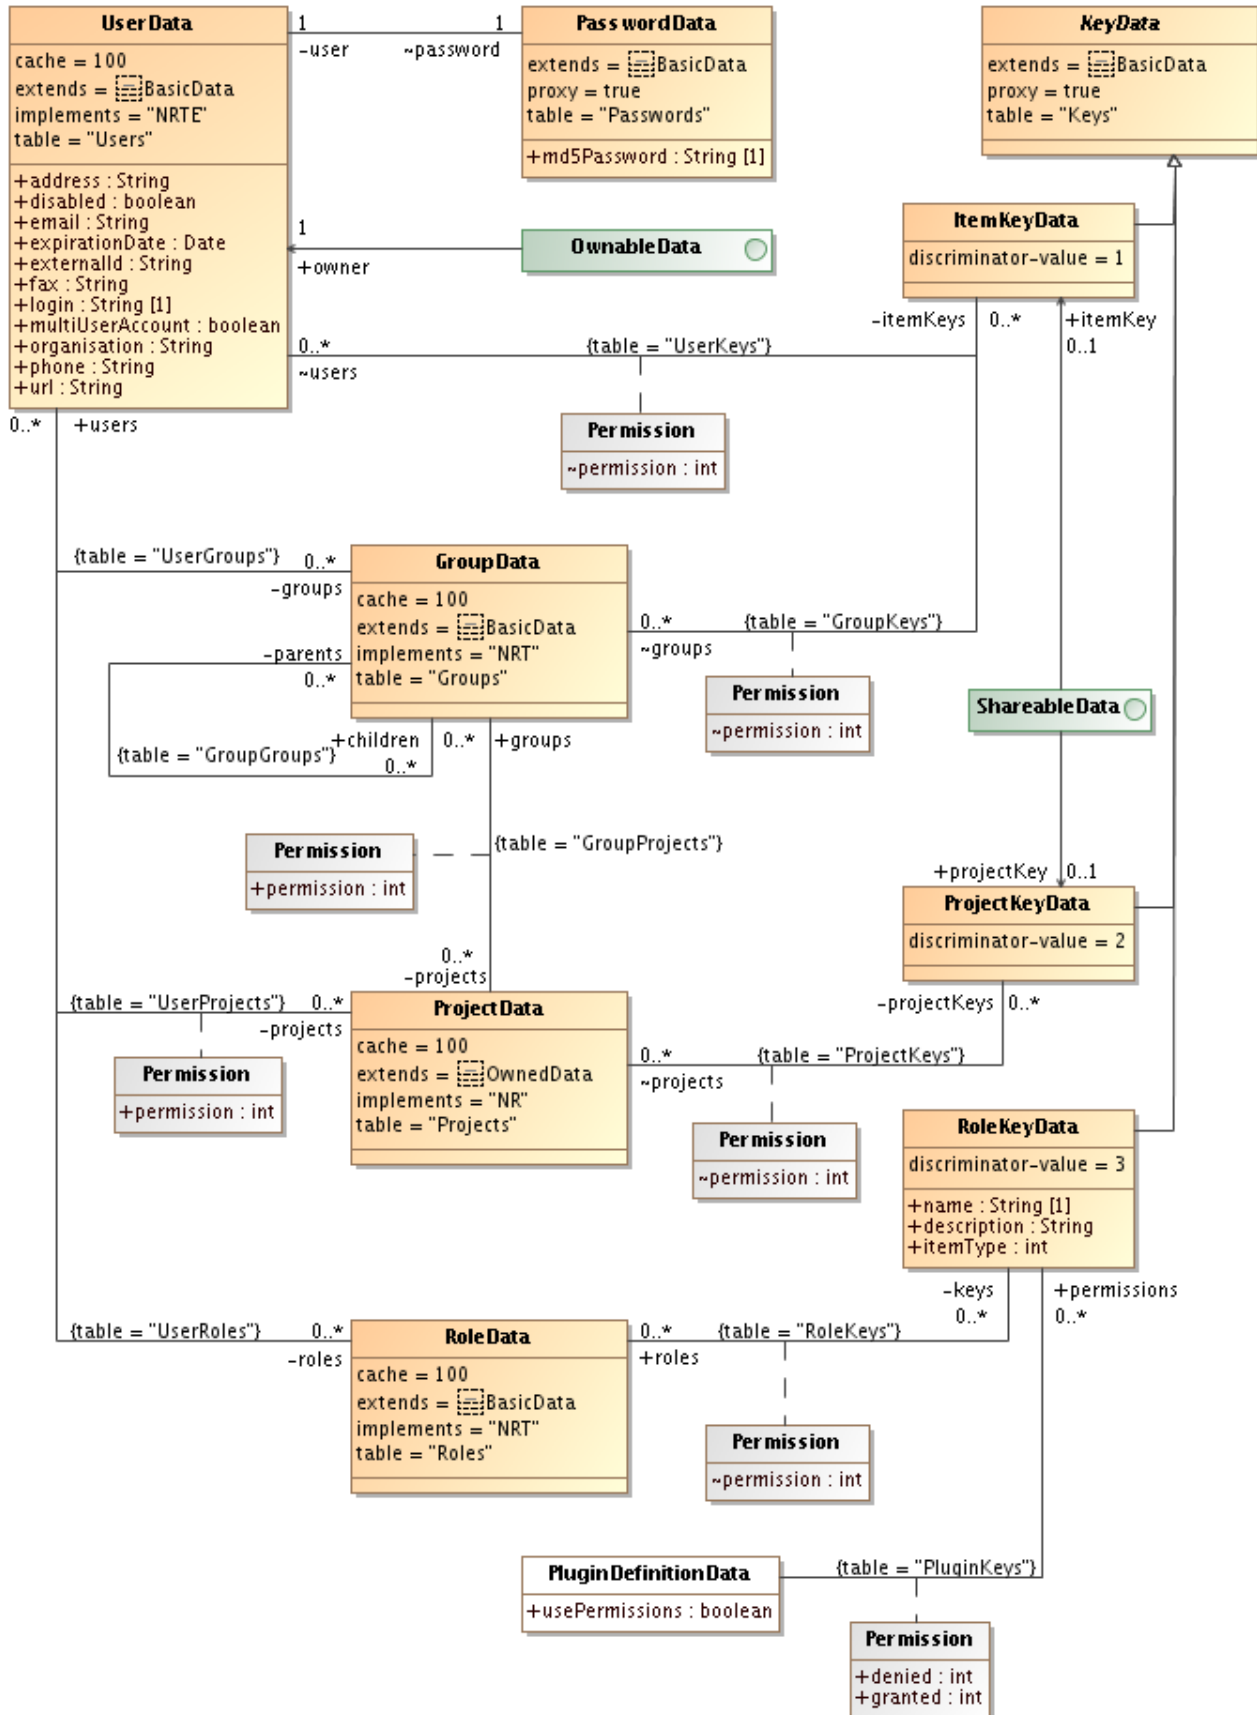 UserData
cache = 100
extends = BasicData
implements = "NRTE"
table = "Users"
+address : String
+disabled : boolean
+email : String
+expirationDate : Date
+externalId : String
+fax : String
+login : String [1]
+multiUserAccount : boolean
+organisation : String
+phone : String
+url : String
1
-user
1
~password
PasswordData
extends = BasicData
proxy = true
table = "Passwords"
+md5Password : String [1]
KeyData
extends = BasicData
proxy = true
table = "Keys"
1
+owner
OwnableData
ItemKeyData
discriminator-value = 1
-itemKeys
0..*
+itemKey
0..1
0..*
~users
{table = "UserKeys"}
Permission
~permission : int
0..*
+users
{table = "UserGroups"}
0..*
-groups
GroupData
cache = 100
extends = BasicData
implements = "NRT"
table = "Groups"
-parents
0..*
+children
0..*
{table = "GroupGroups"}
0..*
+groups
0..*
~groups
{table = "GroupKeys"}
Permission
~permission : int
ShareableData
Permission
+permission : int
{table = "GroupProjects"}
+projectKey
0..1
ProjectKeyData
discriminator-value = 2
0..*
-projects
{table = "UserProjects"}
0..*
-projects
Permission
+permission : int
ProjectData
cache = 100
extends = OwnedData
implements = "NR"
table = "Projects"
-projectKeys
0..*
0..*
~projects
{table = "ProjectKeys"}
Permission
~permission : int
RoleKeyData
discriminator-value = 3
+name : String [1]
+description : String
+itemType : int
-keys
0..*
+permissions
0..*
{table = "UserRoles"}
0..*
-roles
RoleData
cache = 100
extends = BasicData
implements = "NRT"
table = "Roles"
0..*
+roles
{table = "RoleKeys"}
Permission
~permission : int
PluginDefinitionData
+usePermissions : boolean
{table = "PluginKeys"}
Permission
+denied : int
+granted : int